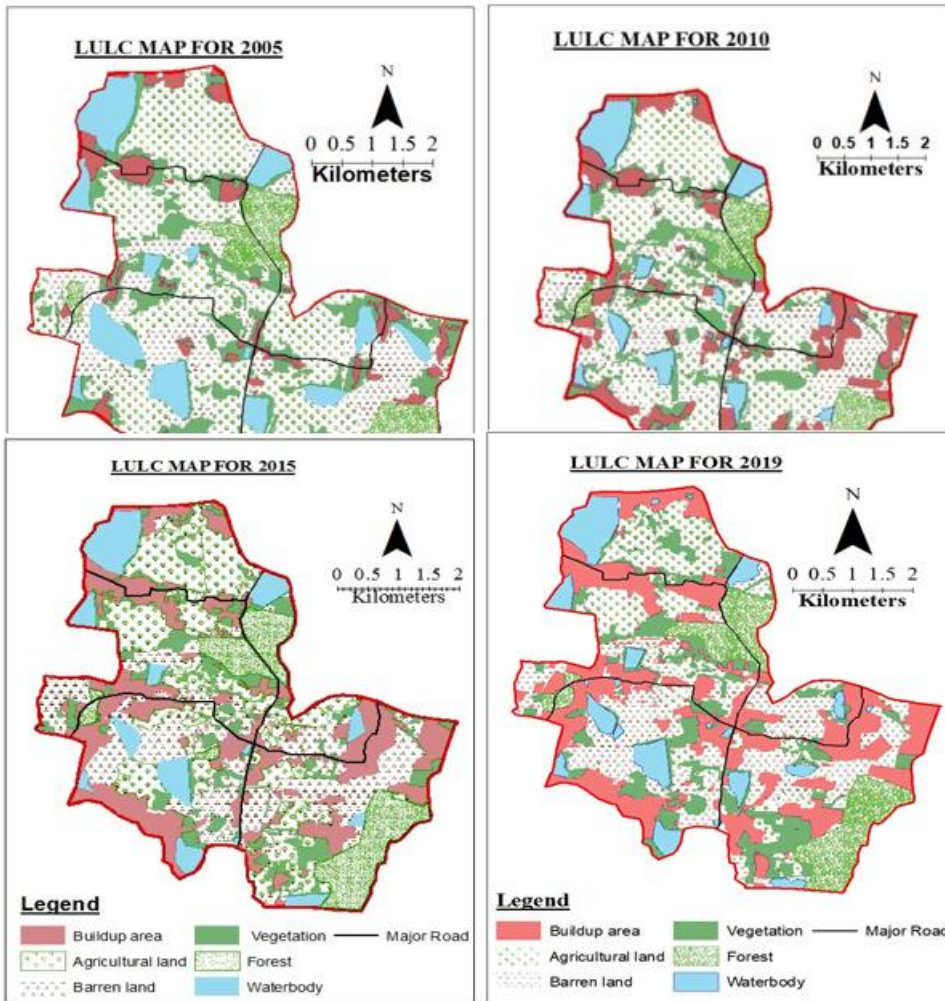 LULC MAP FOR 2005
N
0 0.5 1 1.5 2
Kilometers
LULC MAP FOR 2010
N
0 0.5 1 1.5 2
Kilometers
LULC MAP FOR 2015
N
0 0.5 1 1.5 2
Kilometers
Legend
Buildup area
Vegetation
Major Road
Agricultural land
Forest
Barren land
Waterbody
LULC MAP FOR 2019
N
0 0.5 1 1.5 2
Kilometers
Legend
Buildup area
Vegetation
Major Road
Agricultural land
Forest
Barren land
Waterbody